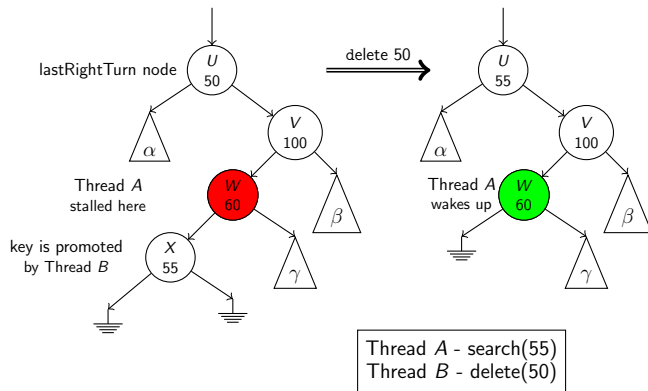 lastRightTurn node
U
50
delete 50
U
55
α
V
100
α
V
100
Thread A
stalled here
W
60
β
Thread A
wakes up
W
60
β
key is promoted
by Thread B
X
55
γ
γ
Thread A - search(55)
Thread B - delete(50)